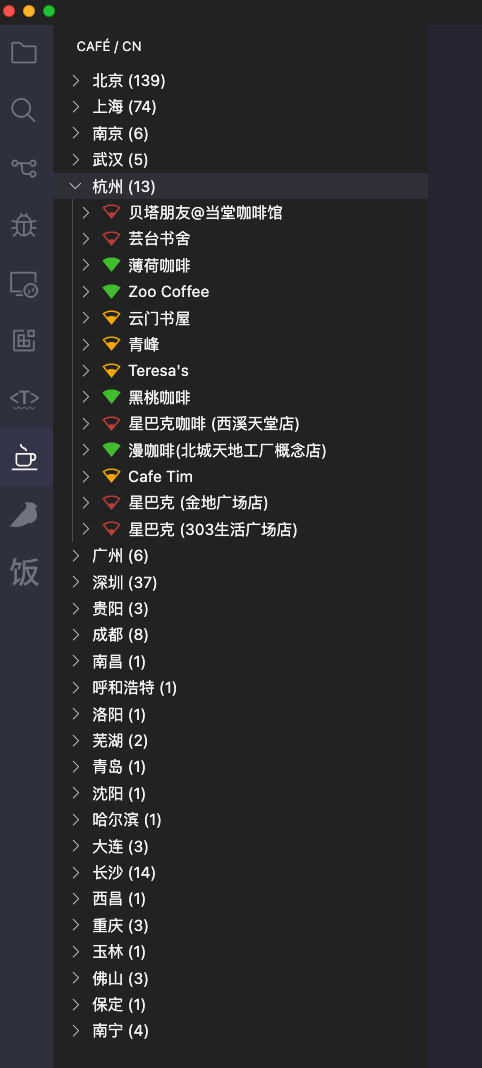 CAFÉ / CN
北京 (139)
上海 (74)
南京 (6)
武汉 (5)
杭州 (13)
贝塔朋友@当堂咖啡馆
芸台书舍
薄荷咖啡
Zoo Coffee
云门书屋
青峰
Teresa's
黑桃咖啡
星巴克咖啡 (西溪天堂店)
漫咖啡(北城天地工厂概念店)
Cafe Tim
星巴克 (金地广场店)
星巴克 (303生活广场店)
广州 (6)
深圳 (37)
贵阳 (3)
成都 (8)
南昌 (1)
呼和浩特 (1)
洛阳 (1)
芜湖 (2)
青岛 (1)
沈阳 (1)
哈尔滨 (1)
大连 (3)
长沙 (14)
西昌 (1)
重庆 (3)
玉林 (1)
佛山 (3)
保定 (1)
南宁 (4)
<T>
饭